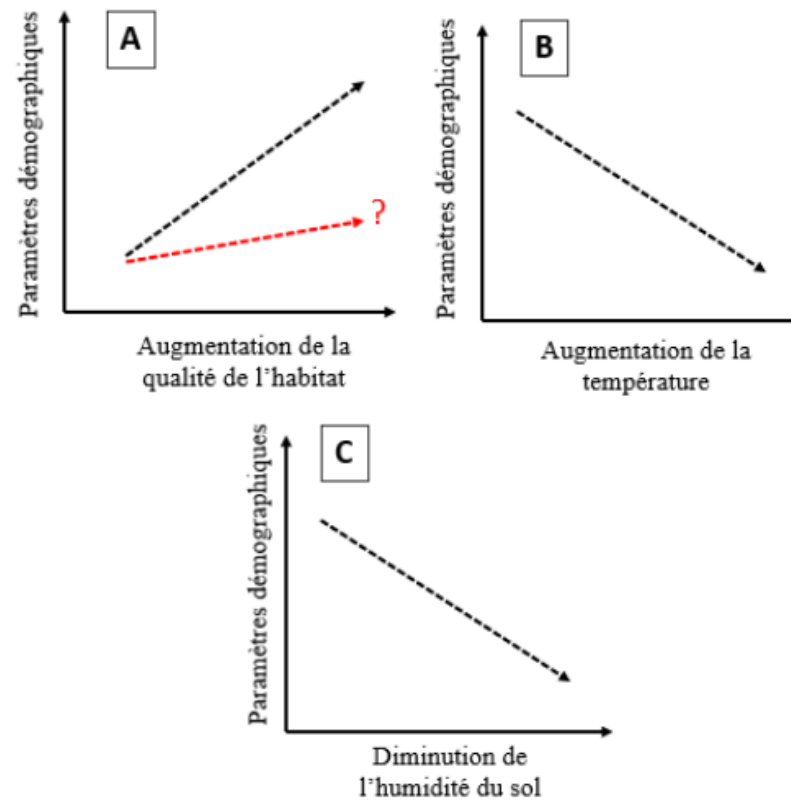 A
Paramètres démographiques
?
Augmentation de la
qualité de l'habitat
B
Paramètres démographiques
Augmentation de la
température
C
Paramètres démographiques
Diminution de
l'humidité du sol